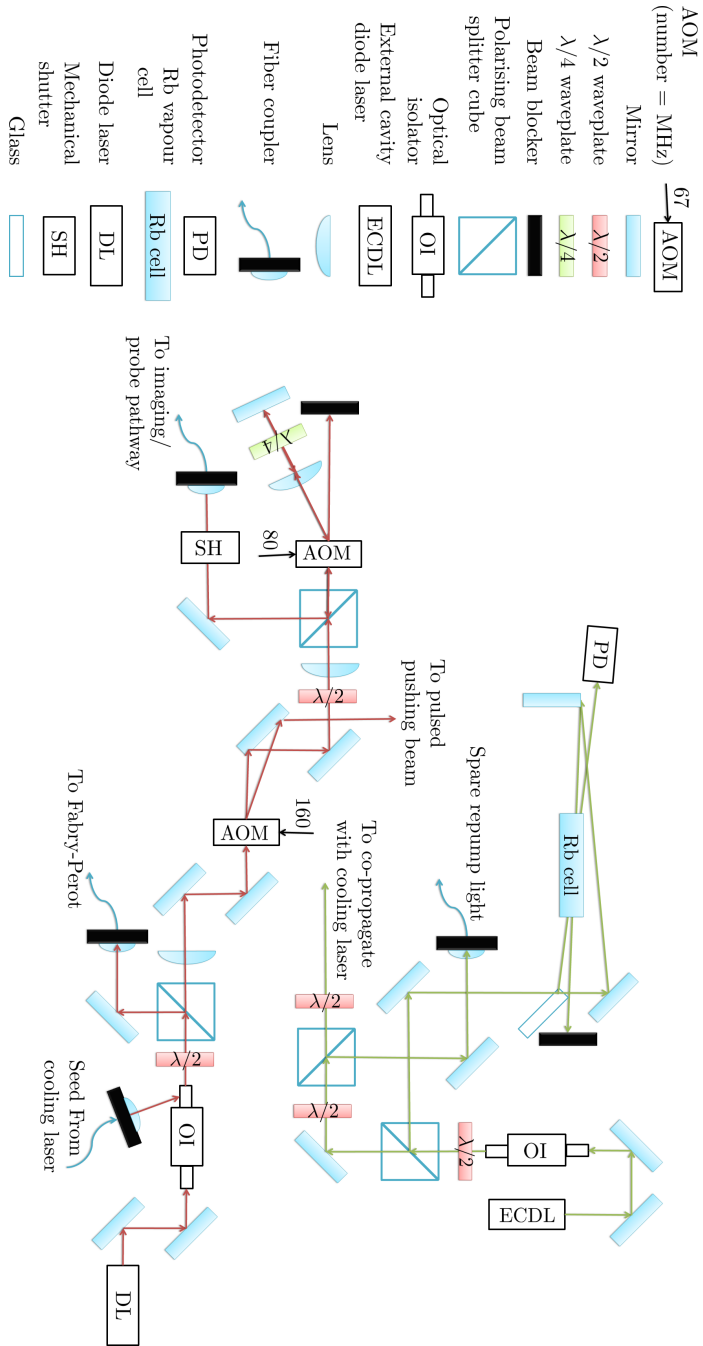 AOM
(number = MHz)
67
AOM
Mirror
λ/2 waveplate
λ/2
λ/4 waveplate
λ/4
Beam blocker
Polarising beam
splitter cube
Optical
isolator
OI
External cavity
diode laser
ECDL
Lens
Fiber coupler
Photodetector
PD
Rb vapour
cell
Rb cell
Diode laser
DL
Mechanical
shutter
SH
Glass
To imaging/
probe pathway
λ/4
SH
80
AOM
λ/2
To pulsed
pushing beam
160
AOM
To Fabry-Perot
λ/2
Seed From
cooling laser
OI
DL
PD
Rb cell
Spare repump light
To co-propagate
with cooling laser
λ/2
λ/2
λ/2
OI
ECDL